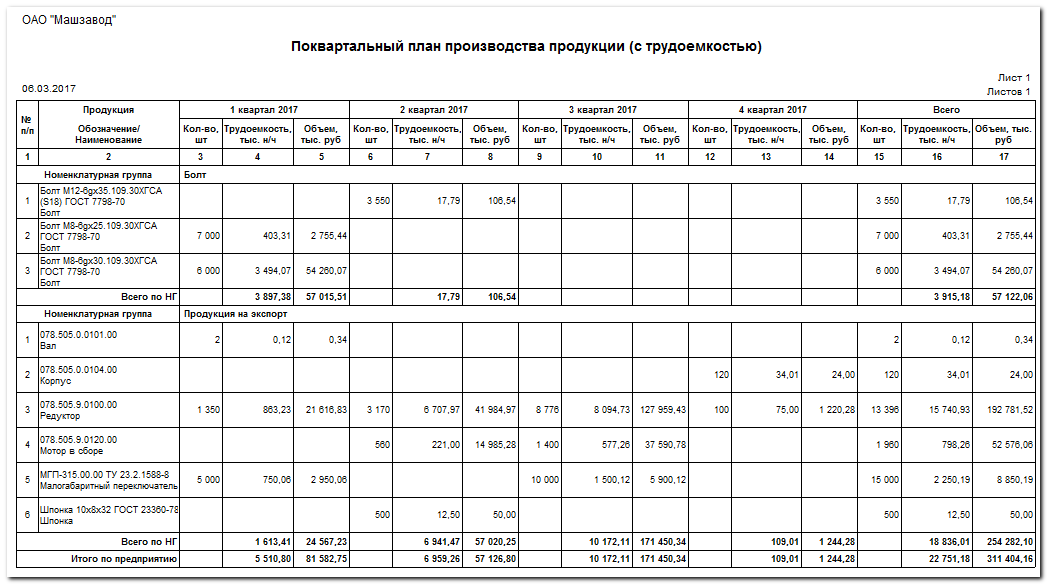 ОАО "Машзавод"
Поквартальный план производства продукции (с трудоемкостью)
Лист 1
06.03.2017
Листов 1
№ п/п Продукция 1 квартал 2017 2 квартал 2017 3 квартал 2017 4 квартал 2017 Всего
Обозначение/ Кол-во, Трудоемкость, Объем, Кол-во, Трудоемкость, Объем, Кол-во, Трудоемкость, Объем, Кол-во, Трудоемкость, Объем, Кол-во, Трудоемкость, Объем, тыс.
Наименование шт тыс. н/ч тыс. руб шт тыс. н/ч тыс. руб шт тыс. н/ч тыс. руб шт тыс. н/ч тыс. руб шт тыс. н/ч руб
1 2 3 4 5 6 7 8 9 10 11 12 13 14 15 16 17
Номенклатурная группа Болт
Болт М12-6gх35.109.30ХГСА
1 (S18) ГОСТ 7798-70 3 550 17,79 106,54 3 550 17,79 106,54
Болт
Болт М8-6gх25.109.30ХГСА
2 ГОСТ 7798-70 7 000 403,31 2 755,44 7 000 403,31 2 755,44
Болт
Болт М8-6gх30.109.30ХГСА
3 ГОСТ 7798-70 6 000 3 494,07 54 260,07 6 000 3 494,07 54 260,07
Болт
Всего по НГ 3 897,38 57 015,51 17,79 106,54 3 915,18 57 122,06
Номенклатурная группа Продукция на экспорт
1 078.505.0.0101.00 2 0,12 0,34 2 0,12 0,34
Вал
2 078.505.0.0104.00 120 34,01 24,00 120 34,01 24,00
Корпус
3 078.505.9.0100.00 1 350 863,23 21 616,83 3 170 6 707,97 41 984,97 8 776 8 094,73 127 959,43 100 75,00 1 220,28 13 396 15 740,93 192 781,52
Редуктор
4 078.505.9.0120.00 560 221,00 14 985,28 1 400 577,26 37 590,78 1 960 798,26 52 576,06
Мотор в сборе
5 МГП-315.00.00 ТУ 23.2.1588-8 5 000 750,06 2 950,06 10 000 1 500,12 5 900,12 15 000 2 250,19 8 850,19
Малогабаритный переключатель
6 Шпонка 10х8х32 ГОСТ 23360-78 500 12,50 50,00 500 12,50 50,00
Шпонка
Всего по НГ 1 613,41 24 567,23 6 941,47 57 020,25 10 172,11 171 450,34 109,01 1 244,28 18 836,01 254 282,10
Итого по предприятию 5 510,80 81 582,75 6 959,26 57 126,80 10 172,11 171 450,34 109,01 1 244,28 22 751,18 311 404,16